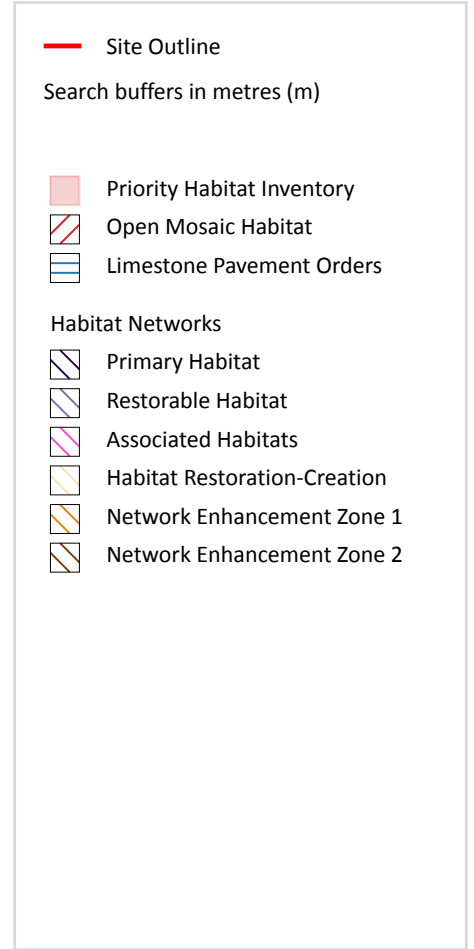 Site Outline
Search buffers in metres (m)
Priority Habitat Inventory
Open Mosaic Habitat
Limestone Pavement Orders
Habitat Networks
Primary Habitat
Restorable Habitat
Associated Habitats
Habitat Restoration-Creation
Network Enhancement Zone 1
Network Enhancement Zone 2